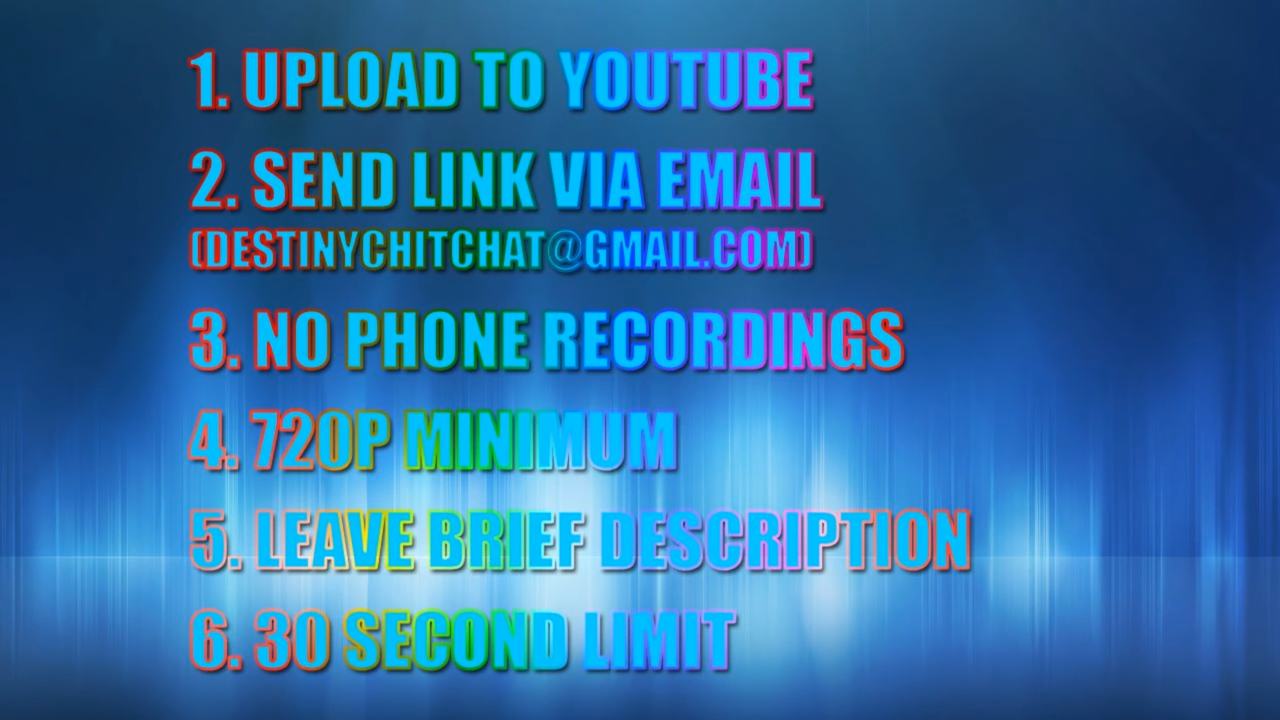 1. UPLOAD TO YOUTUBE
2. SEND LINK VIA EMAIL
(DESTINYCHITCHAT@GMAIL.COM)
3. NO PHONE RECORDINGS
4. 720P MINIMUM
5. LEAVE BRIEF DESCRIPTION
6. 30 SECOND LIMIT